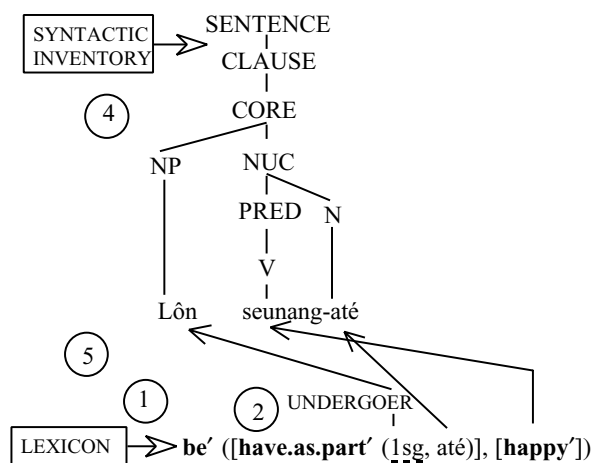 SENTENCE
SYNTACTIC
INVENTORY
CLAUSE
4
CORE
NP
NUC
PRED
N
V
Lôn
seunang-até
5
1
2
UNDERGOER
LEXICON
be′ ([have.as.part′ (1sg, até)], [happy′])